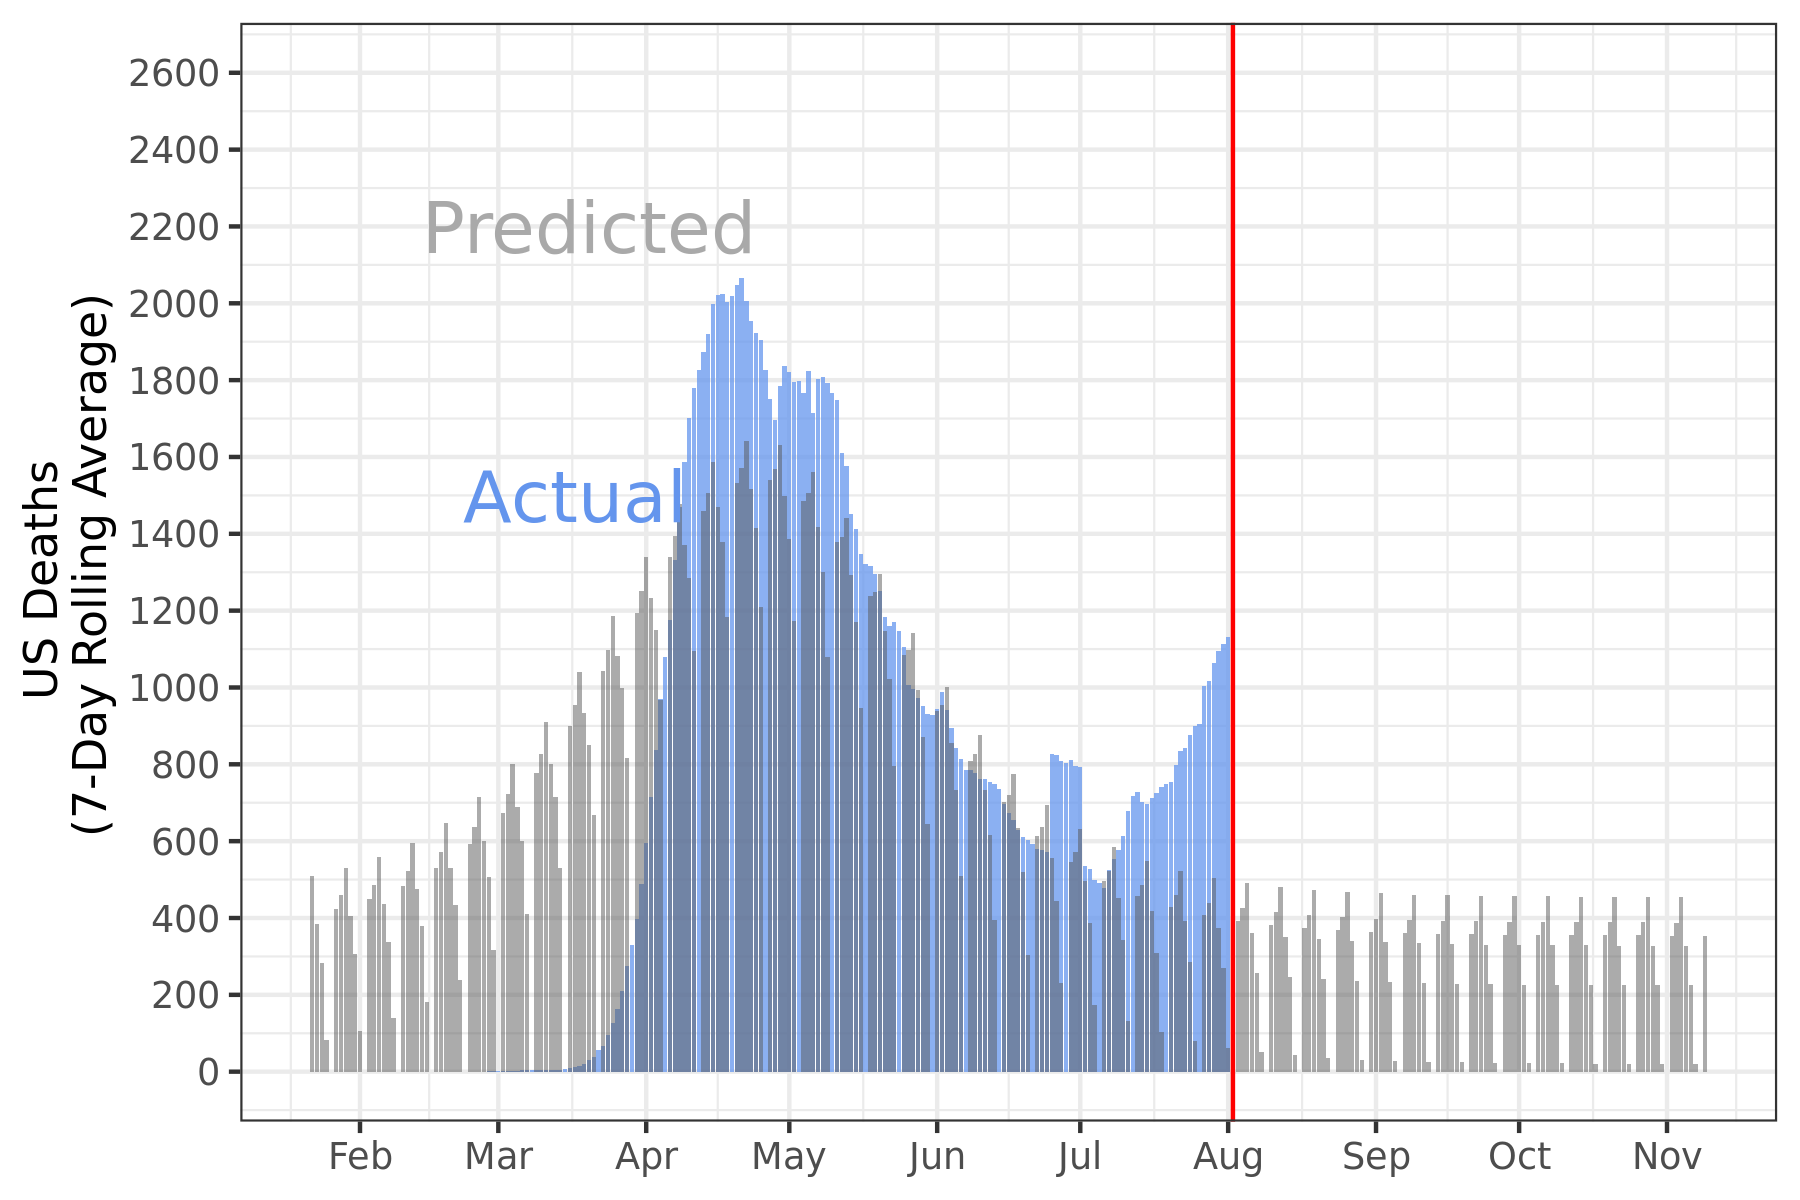 US Deaths
(7-Day Rolling Average)
2600
2400
2200
2000
1800
1600
1400
1200
1000
800
600
400
200
0
Predicted
Actual
Feb Mar Apr May Jun Jul Aug Sep Oct Nov